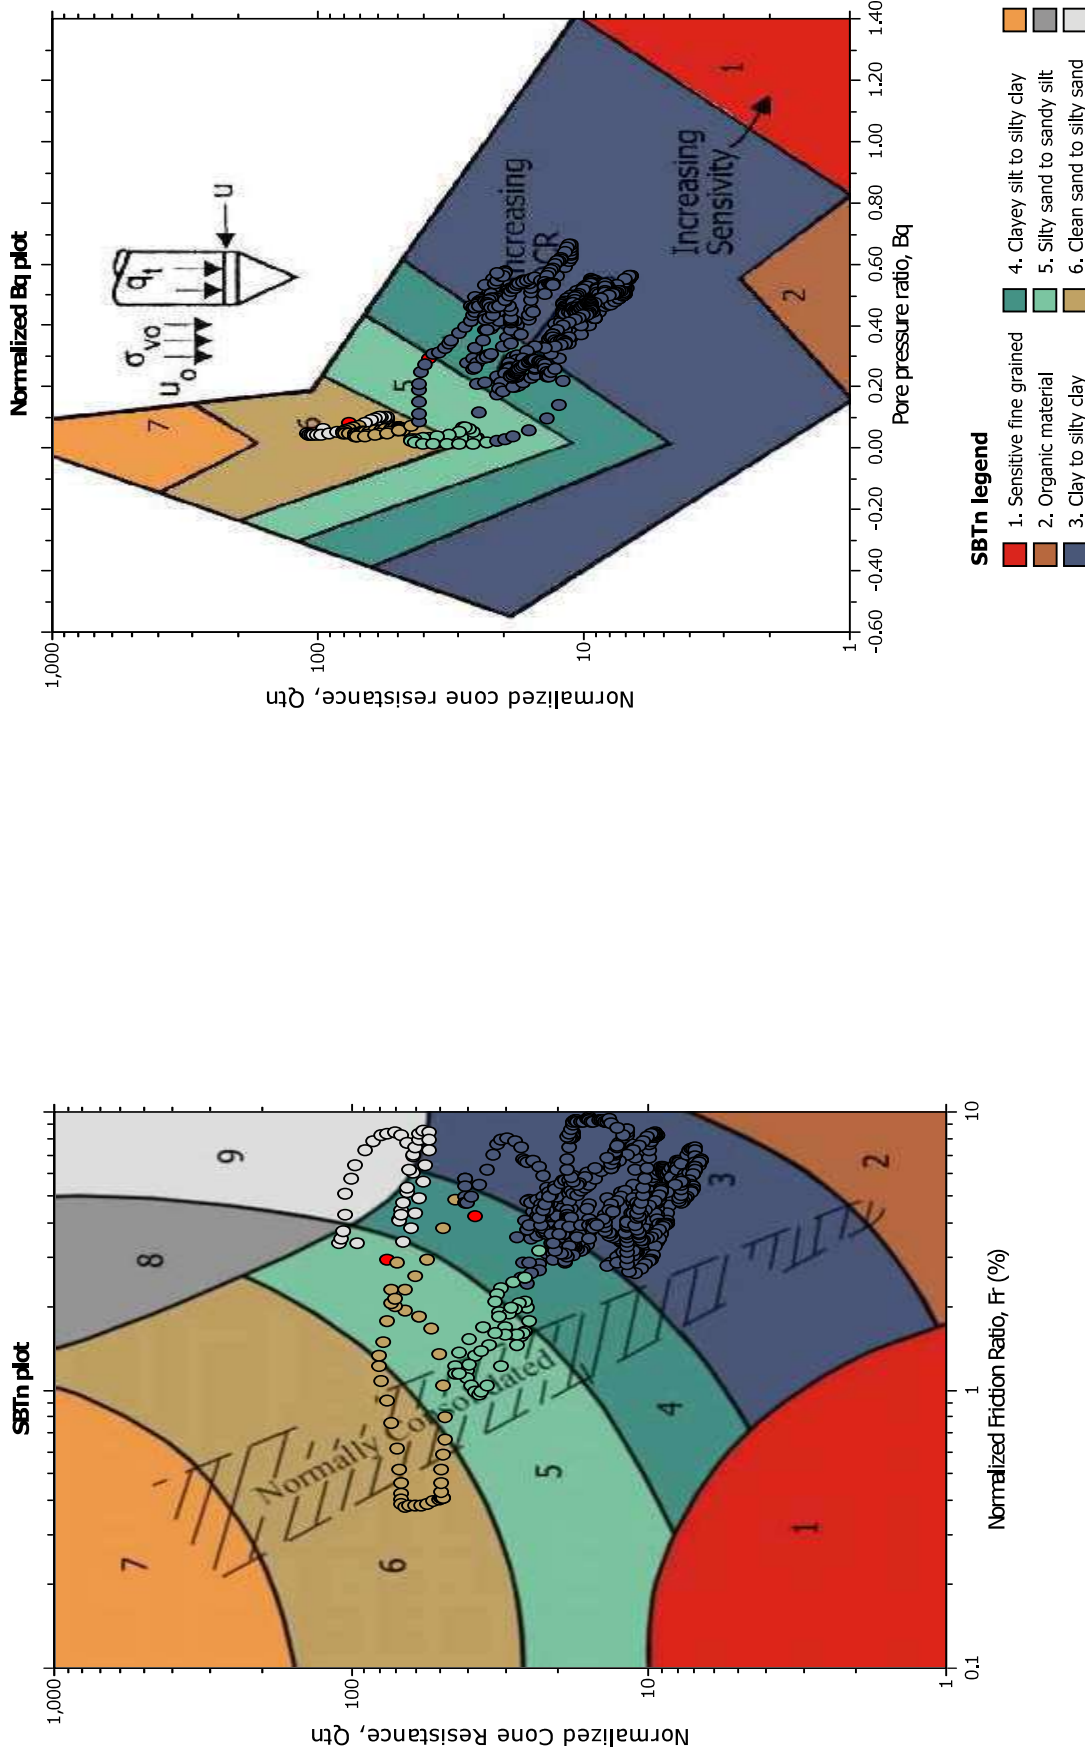 SBTn plot
Normalized Cone Resistance, Qtn
1,000
100
10
1
7
8
9
6
Normally Consolidated
5
4
3
1
2
0.1
1
10
Normalized Friction Ratio, Fr (%)
Normalized Bq plot
Normalized cone resistance, Qtn
1,000
100
10
1
σvo
uo
qt
u
7
6
5
Increasing
Increasing
Sensivity
1
2
-0.60
-0.40
-0.20
0.00
0.20
0.40
0.60
0.80
1.00
1.20
1.40
Pore pressure ratio, Bq
SBTn legend
1. Sensitive fine grained
2. Organic material
3. Clay to silty clay
4. Clayey silt to silty clay
5. Silty sand to sandy silt
6. Clean sand to silty sand